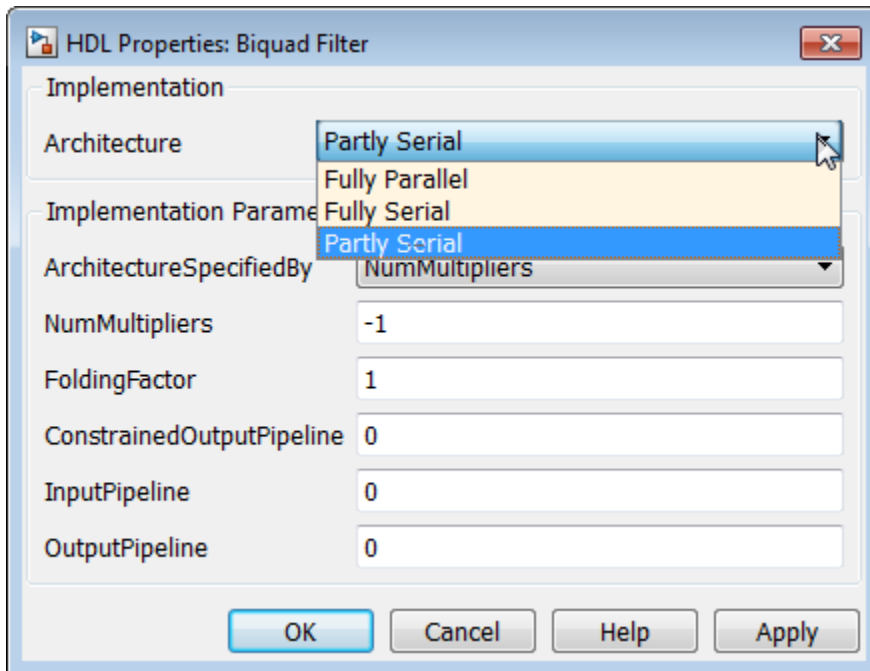 HDL Properties: Biquad Filter
Implementation
Architecture Partly Serial
Fully Parallel
Implementation Parame Fully Serial
Partly Serial
ArchitectureSpecifiedBy NumMultipliers
NumMultipliers -1
FoldingFactor 1
ConstrainedOutputPipeline 0
InputPipeline 0
OutputPipeline 0
OK Cancel Help Apply